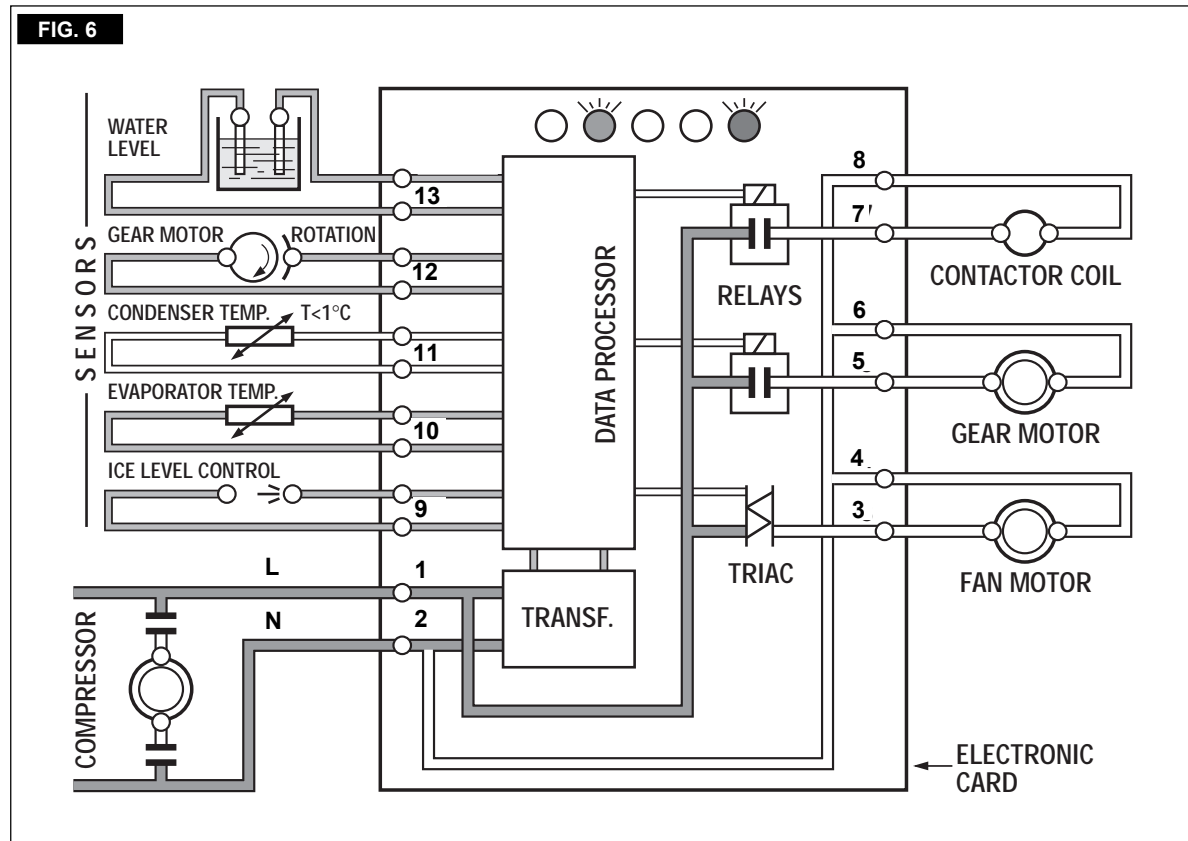 FIG. 6
SENSORS
WATER
LEVEL
13
GEAR MOTOR
ROTATION
12
CONDENSER TEMP.
T<1°C
11
EVAPORATOR TEMP.
10
ICE LEVEL CONTROL
9
L
1
N
2
COMPRESSOR
DATA PROCESSOR
TRANSF.
RELAYS
TRIAC
8
7
CONTACTOR COIL
6
5
GEAR MOTOR
4
3
FAN MOTOR
ELECTRONIC
CARD